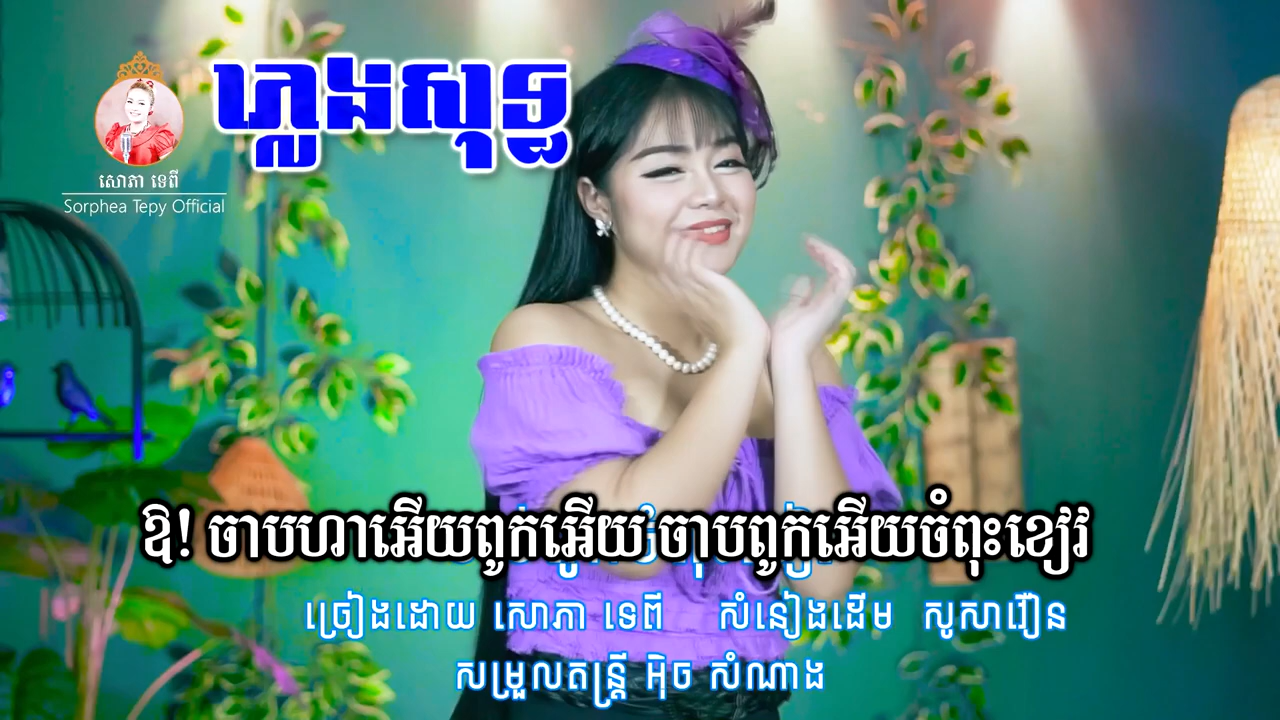 ភ្លេងសុទ្ធ
សោភា ទេពី
Sorphea Tepy Official
ឱ! ចាបហាអើយពូក់អើយ ចាបពូកអើយចំពុះខៀវ
ច្រៀងដោយ សោភា ទេពី សំនៀងដើម សូសាវ៉ឿន
សម្រួលតន្ត្រី អ៊ិច សំណាង